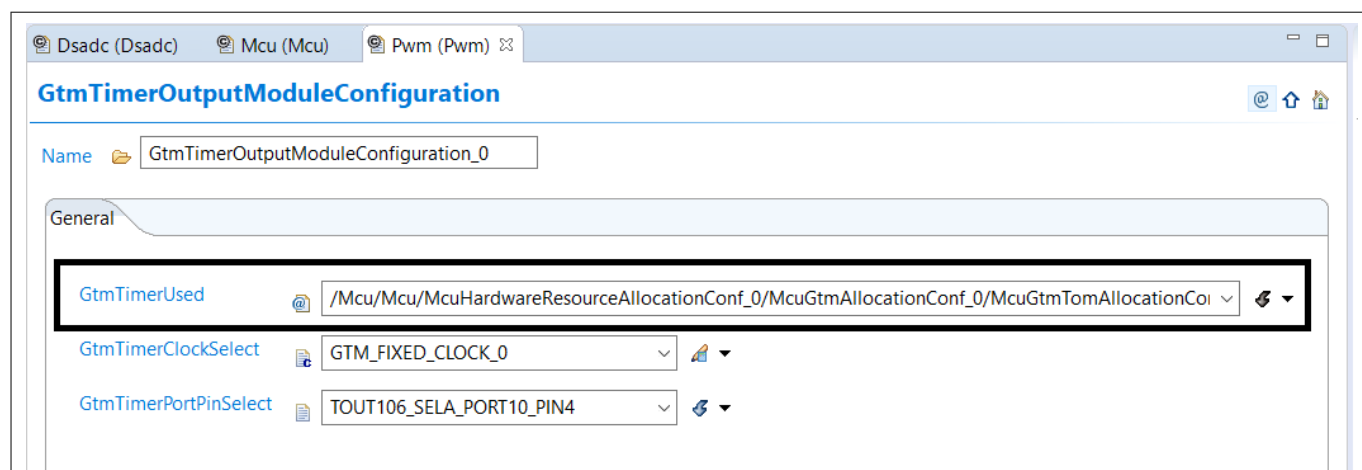 Dsadc (Dsadc) Mcu (Mcu) Pwm (Pwm)
GtmTimerOutputModuleConfiguration
Name GtmTimerOutputModuleConfiguration_0
General
GtmTimerUsed /Mcu/Mcu/McuHardwareResourceAllocationConf_0/McuGtmAllocationConf_0/McuGtmTomAllocationCo
GtmTimerClockSelect GTM_FIXED_CLOCK_0
GtmTimerPortPinSelect TOUT106_SELA_PORT10_PIN4